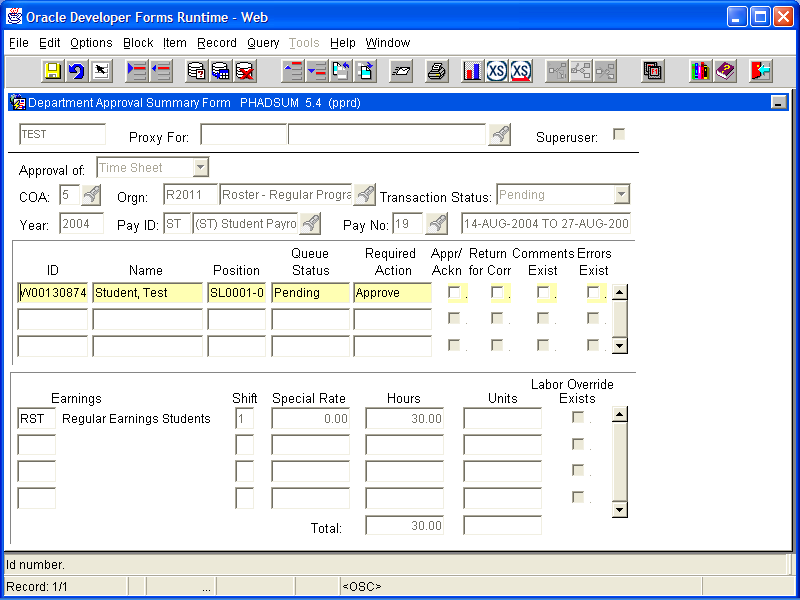 Oracle Developer Forms Runtime - Web
File Edit Options Block Item Record Query Tools Help Window
XS XS
Department Approval Summary Form PHADSUM 5.4 (pprd)
TEST Proxy For: Superuser:
Approval of: Time Sheet
COA: 5 Orgn: R2011 Roster - Regular Progra Transaction Status: Pending
Year: 2004 Pay ID: ST (ST) Student Payro Pay No: 19 14-AUG-2004 TO 27-AUG-200
Queue Required Appr/ Return Comments Errors
ID Name Position Status Action Ackn for Corr Exist Exist
W00130874 Student, Test SL0001-0 Pending Approve
Labor Override
Earnings Shift Special Rate Hours Units Exists
RST Regular Earnings Students 1 0.00 30.00
Total: 30.00
Id number.
Record: 1/1 ... <OSC>